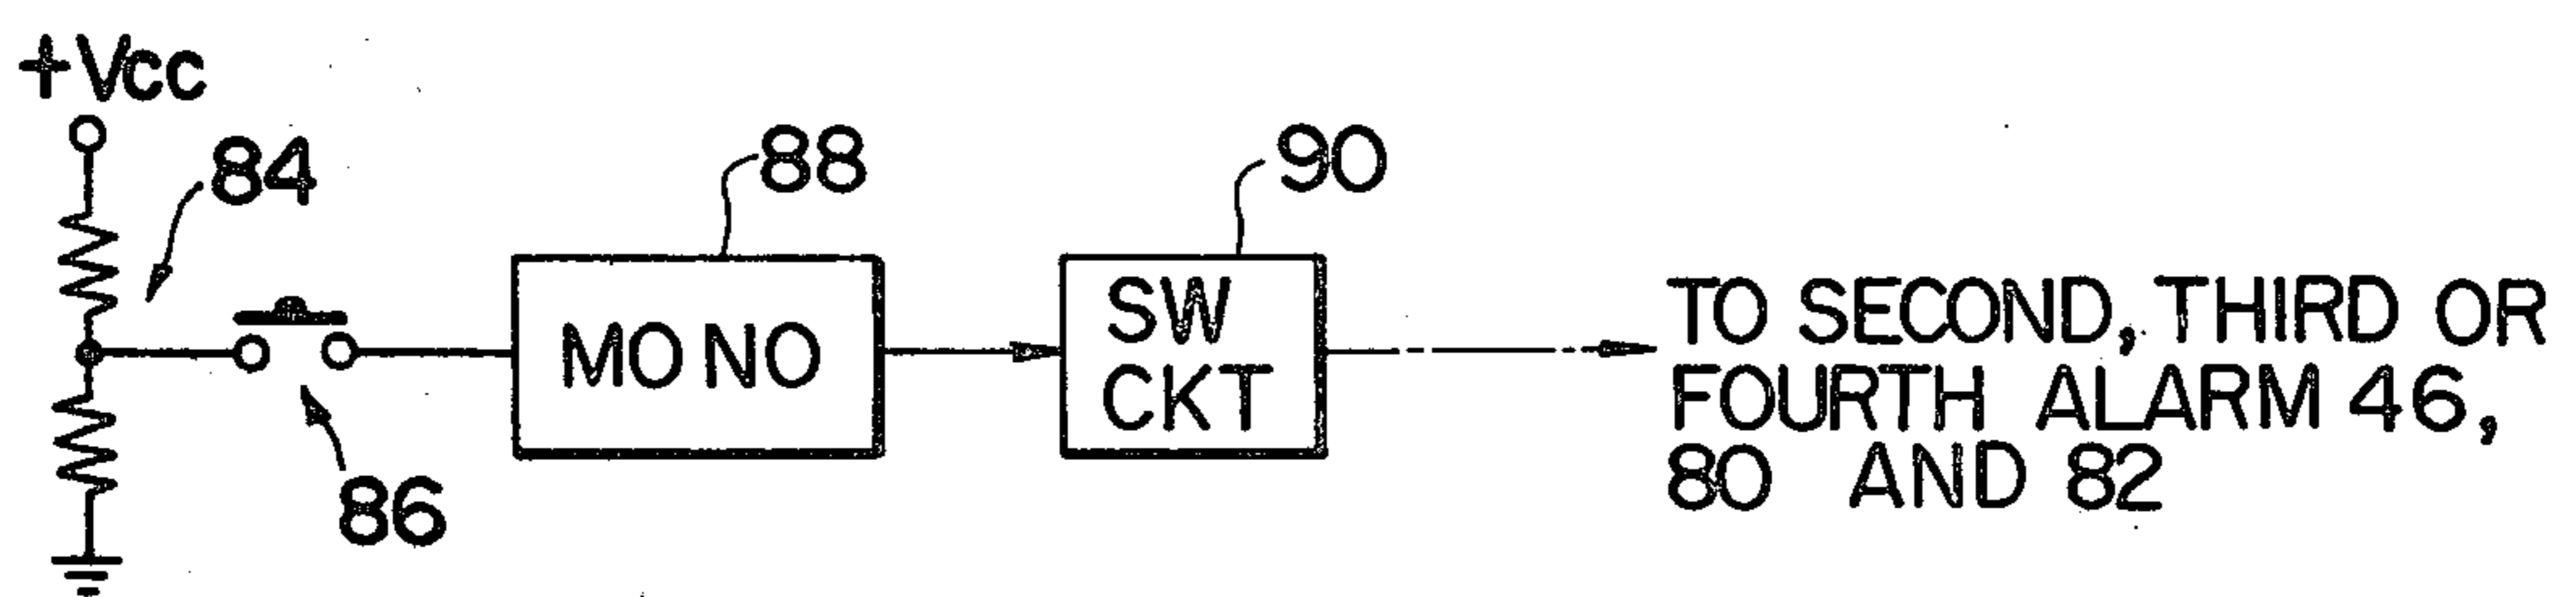 +Vcc
84
88
90
86
MONO
SW
CKT
TO SECOND, THIRD OR
FOURTH ALARM 46,
80 AND 82